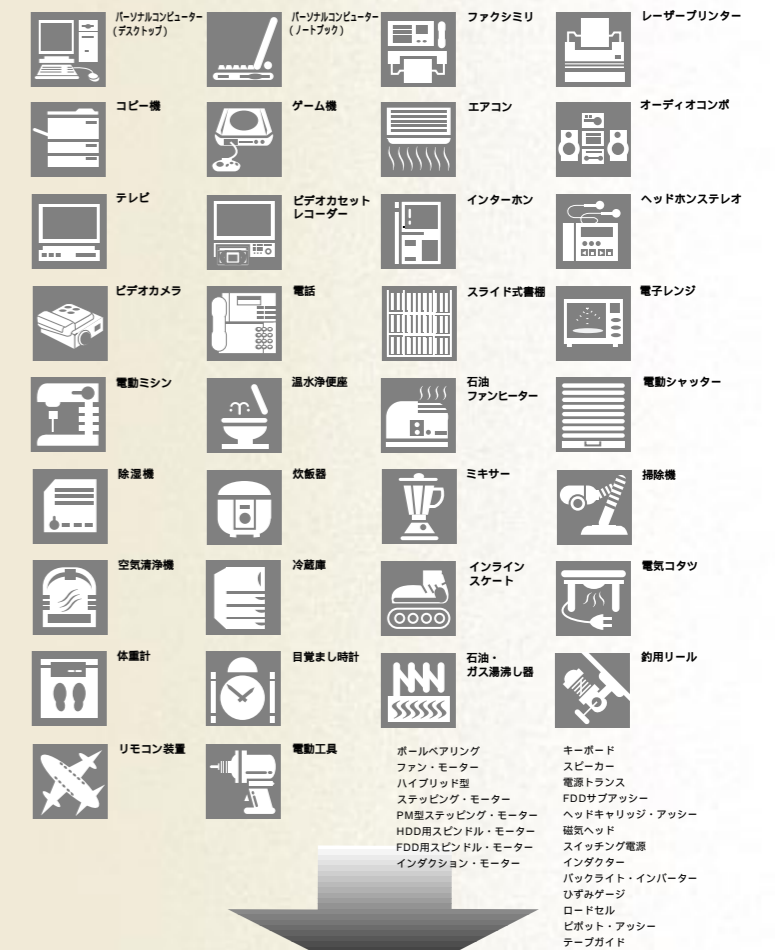 パーソナルコンピューター
(デスクトップ)
パーソナルコンピューター
(ノートブック)
ファクシミリ
レーザープリンター
コピー機
ゲーム機
エアコン
オーディオコンポ
テレビ
ビデオカセット
レコーダー
インターホン
ヘッドホンステレオ
ビデオカメラ
電話
スライド式書棚
電子レンジ
電動ミシン
温水浄便座
石油
ファンヒーター
電動シャッター
除湿機
炊飯器
ミキサー
掃除機
空気清浄機
冷蔵庫
インライン
スケート
電気コタツ
体重計
目覚まし時計
石油・
ガス湯沸し器
釣用リール
リモコン装置
電動工具
ボールベアリング
ファン・モーター
ハイブリッド型
ステッピング・モーター
PM型ステッピング・モーター
HDD用スピンドル・モーター
FDD用スピンドル・モーター
インダクション・モーター
キーボード
スピーカー
電源トランス
FDDサブアッシー
ヘッドキャリッジ・アッシー
磁気ヘッド
スイッチング電源
インダクター
バックライト・インバーター
ひずみゲージ
ロードセル
ピボット・アッシー
テープガイド